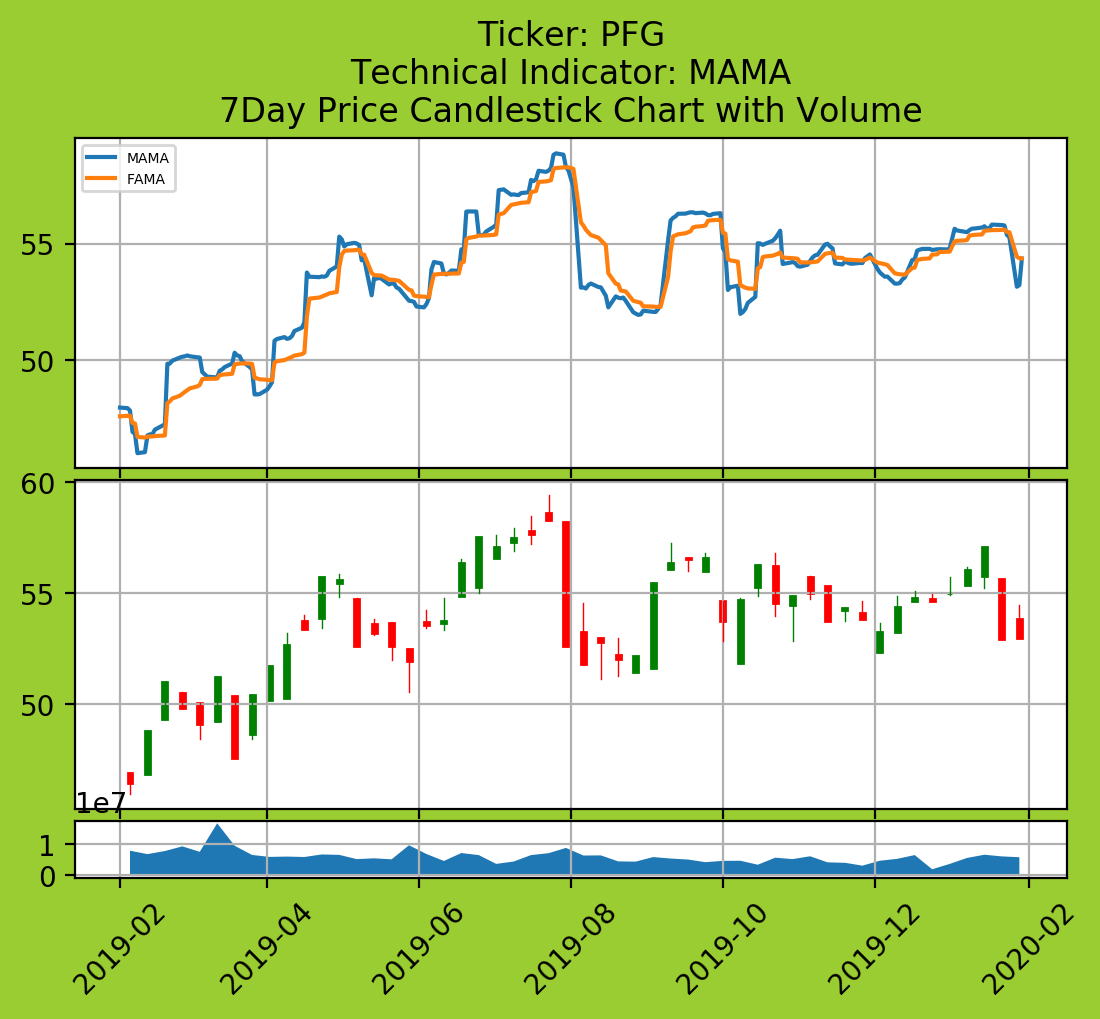 Ticker: PFG
Technical Indicator: MAMA
7Day Price Candlestick Chart with Volume
MAMA
FAMA
55
50
60
55
50
1e7
1
0
2019-02
2019-04
2019-06
2019-08
2019-10
2019-12
2020-02